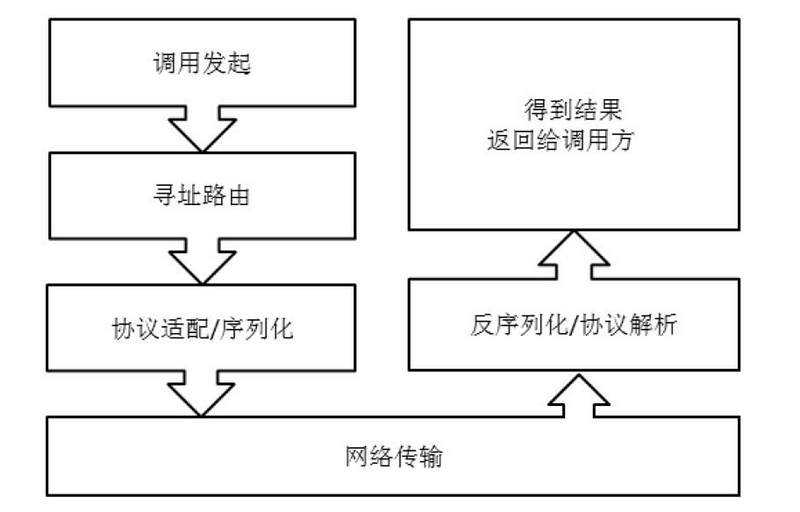 调用发起
寻址路由
协议适配/序列化
网络传输
反序列化/协议解析
得到结果
返回给调用方